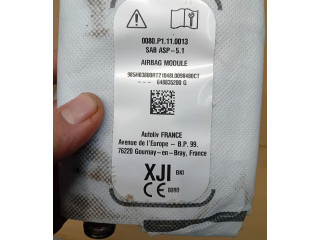 0080.P1.11.0013
SAB ASP-5.1
AIRBAG MODULE
Autoliv FRANCE
Avenue de l'Europe - B.P. 99.
76220 Gournay-en-Bray, France
XJI
CE